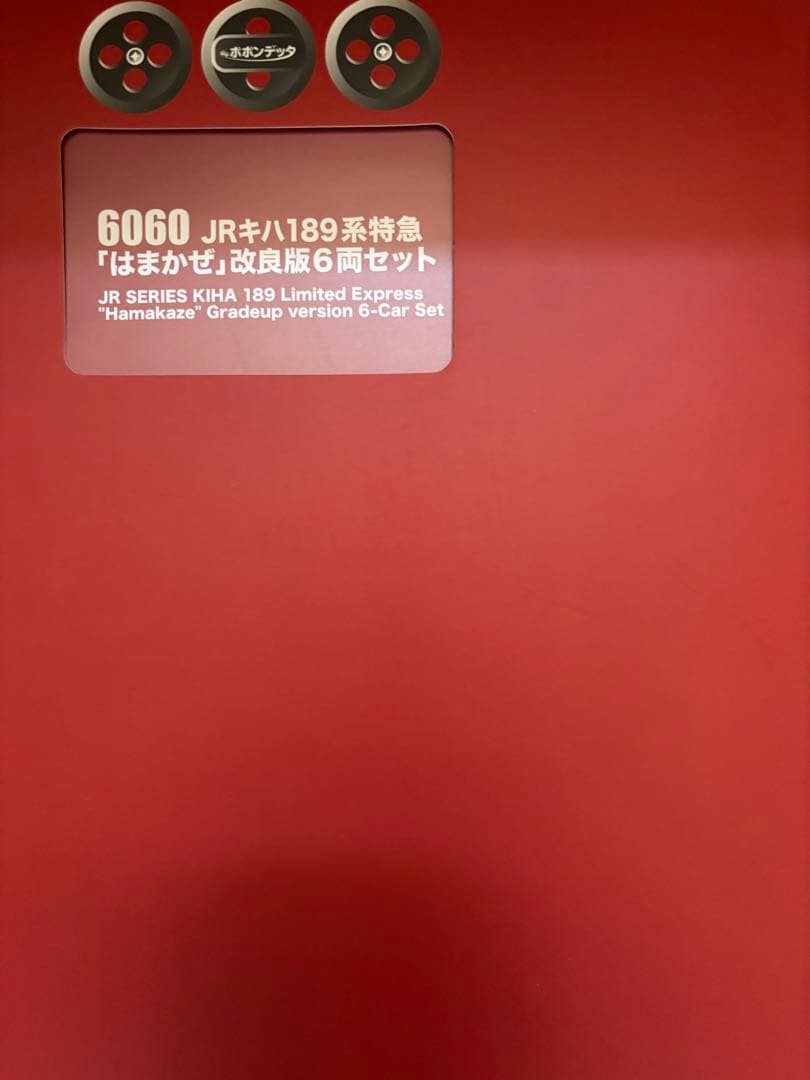 ポポンデッタ
6060 JRキハ189系特急
「はまかぜ」改良版6両セット
JR SERIES KIHA 189 Limited Express
"Hamakaze" Gradeup version 6-Car Set